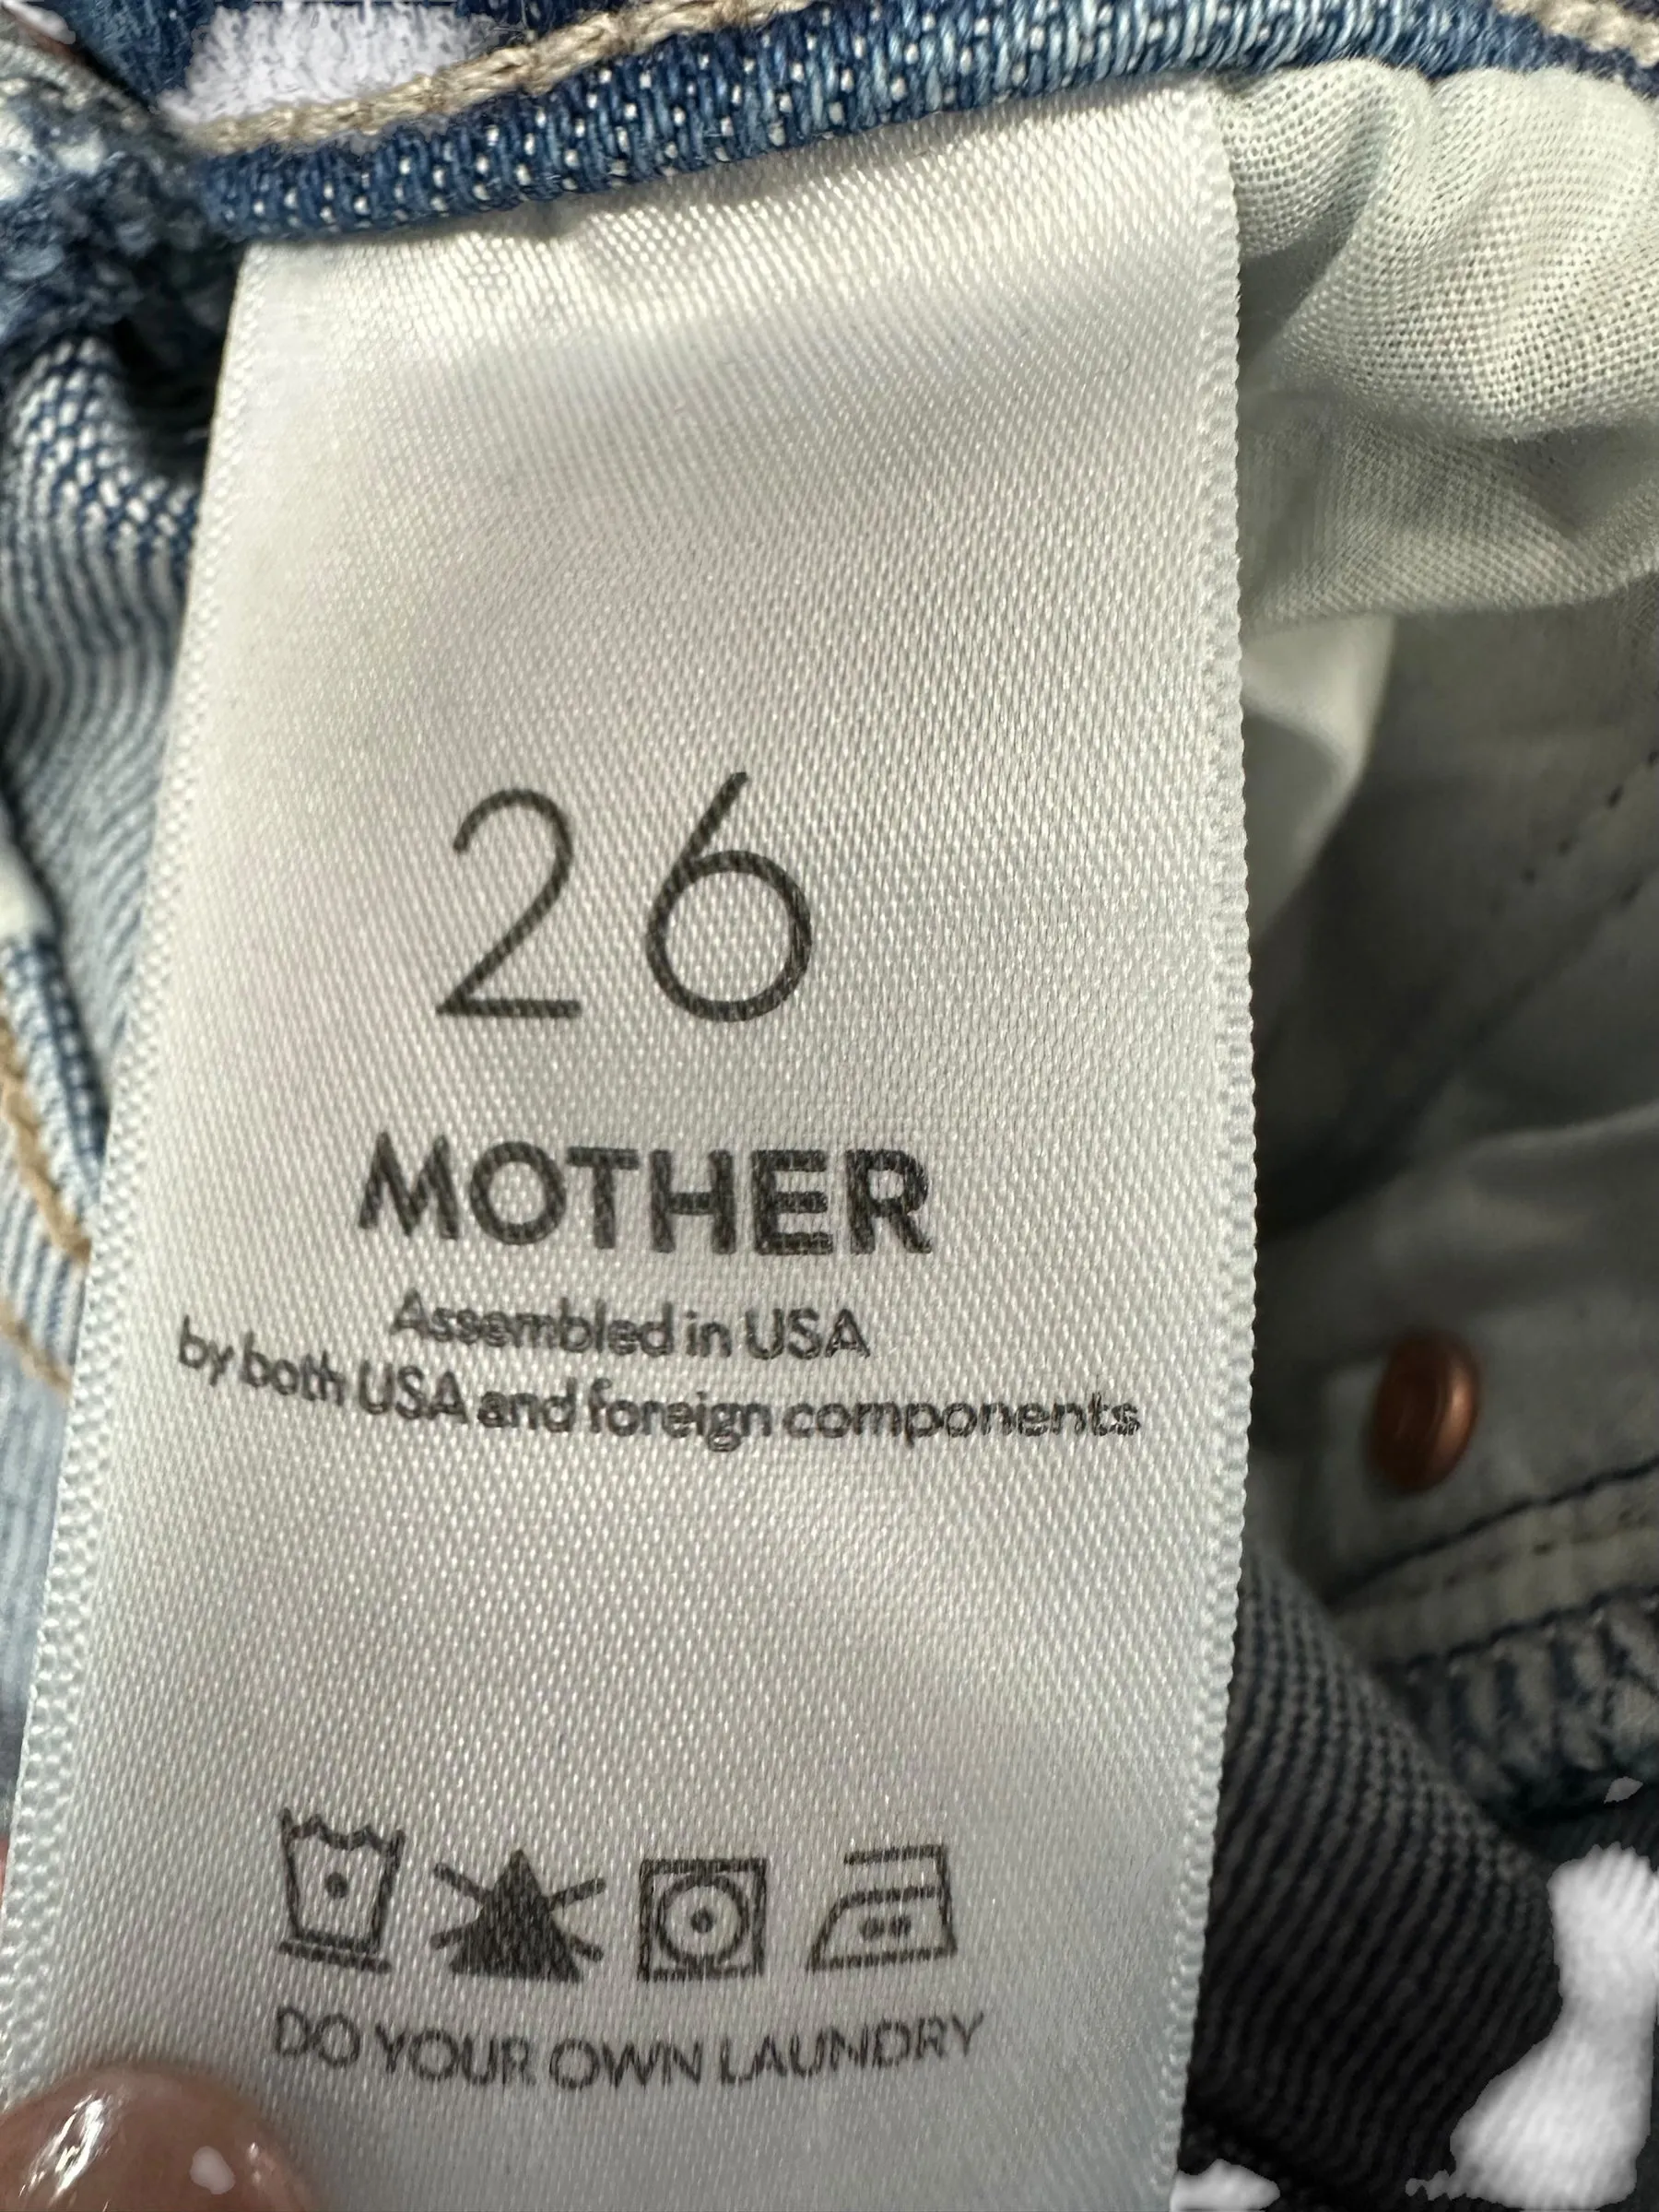 26
MOTHER
Assembled in USA
by both USA and foreign components
DO YOUR OWN LAUNDRY